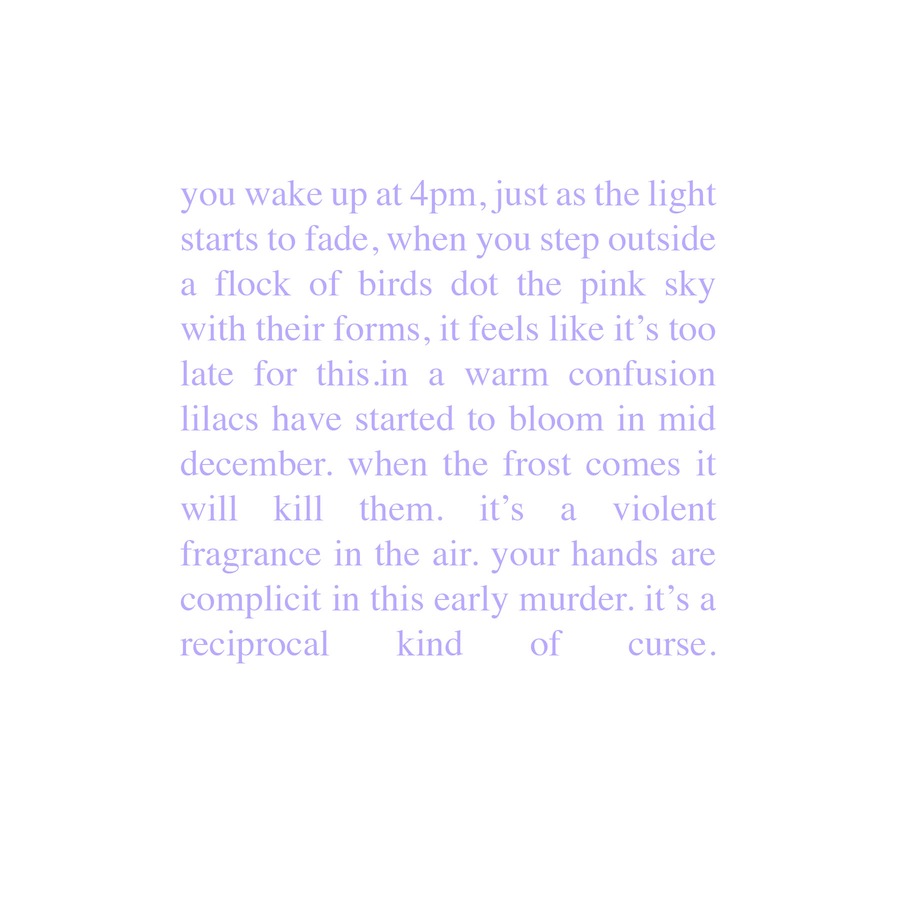 you wake up at 4pm, just as the light
starts to fade, when you step outside
a flock of birds dot the pink sky
with their forms, it feels like it’s too
late for this.in a warm confusion
lilacs have started to bloom in mid
december. when the frost comes it
will kill them. it’s a violent
fragrance in the air. your hands are
complicit in this early murder. it’s a
reciprocal kind of curse.